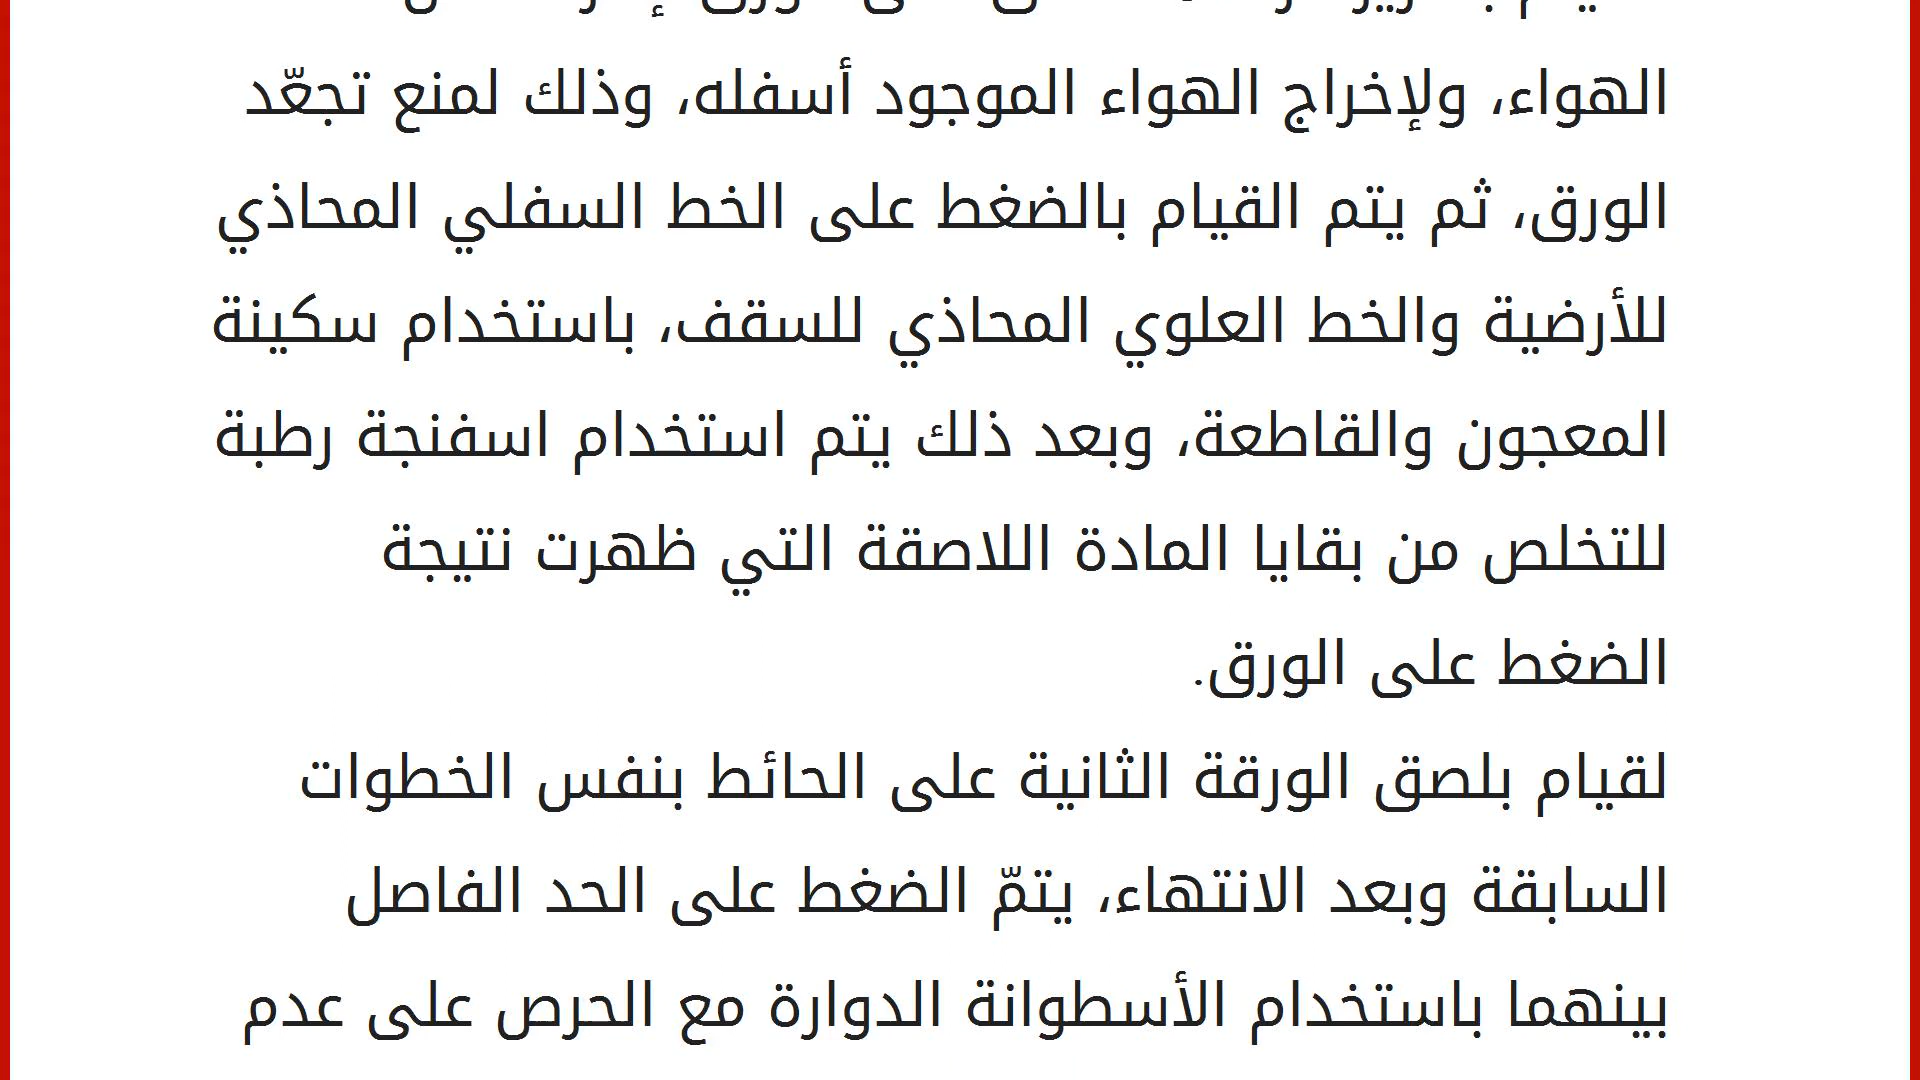 الهواء، ولإخراج الهواء الموجود أسفله، وذلك لمنع تجعّد
الورق، ثم يتم القيام بالضغط على الخط السفلي المحاذي
للأرضية والخط العلوي المحاذي للسقف، باستخدام سكينة
المعجون والقاطعة، وبعد ذلك يتم استخدام اسفنجة رطبة
للتخلص من بقايا المادة اللاصقة التي ظهرت نتيجة
الضغط على الورق.
لقيام بلصق الورقة الثانية على الحائط بنفس الخطوات
السابقة وبعد الانتهاء، يتمّ الضغط على الحد الفاصل
بينهما باستخدام الأسطوانة الدوارة مع الحرص على عدم